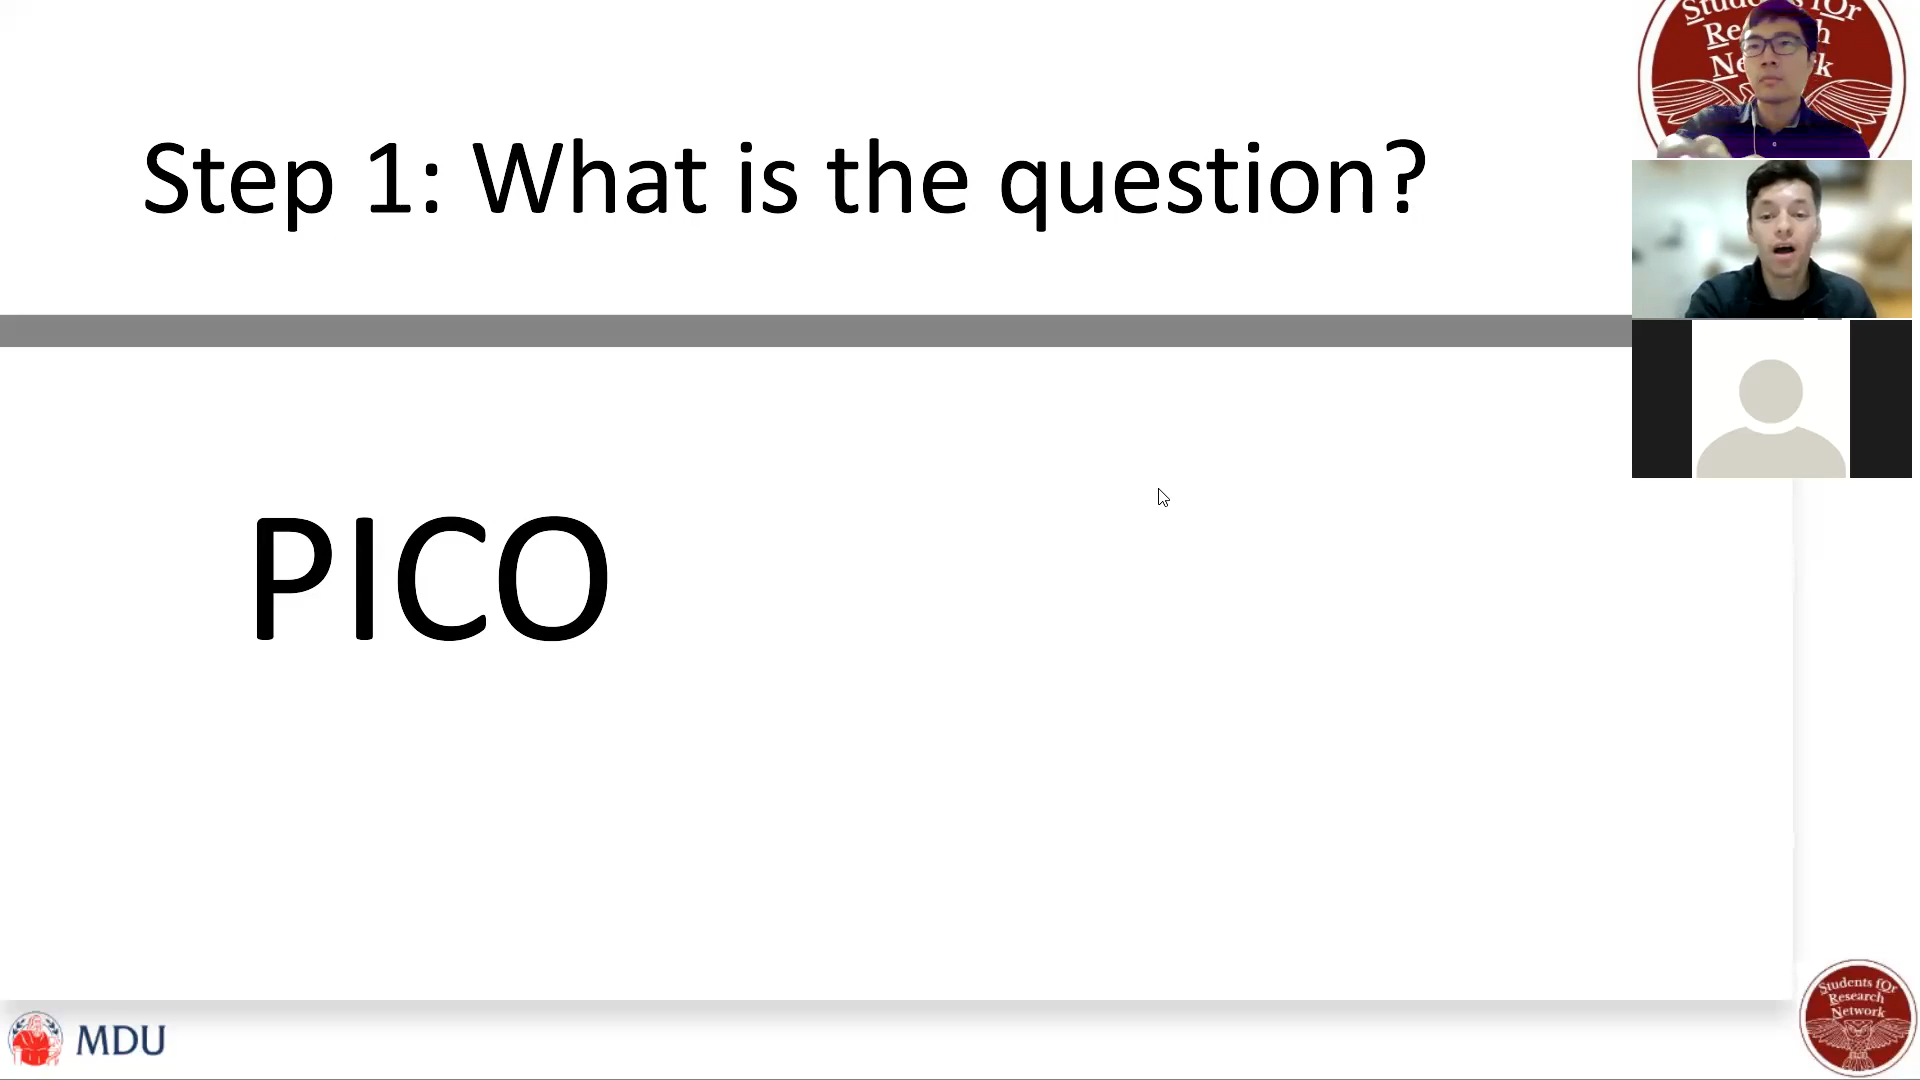 Step 1: What is the question?
PICO
MDU
Students fOr
Research
Network